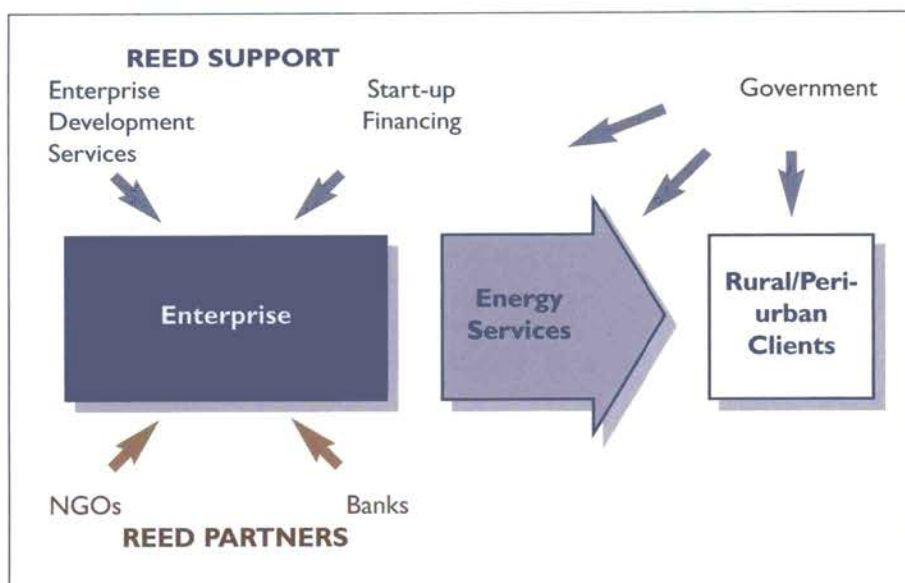 REED SUPPORT
Enterprise
Development
Services
Start-up
Financing
Government
Enterprise
Energy
Services
Rural/Peri-
urban
Clients
NGOs
Banks
REED PARTNERS